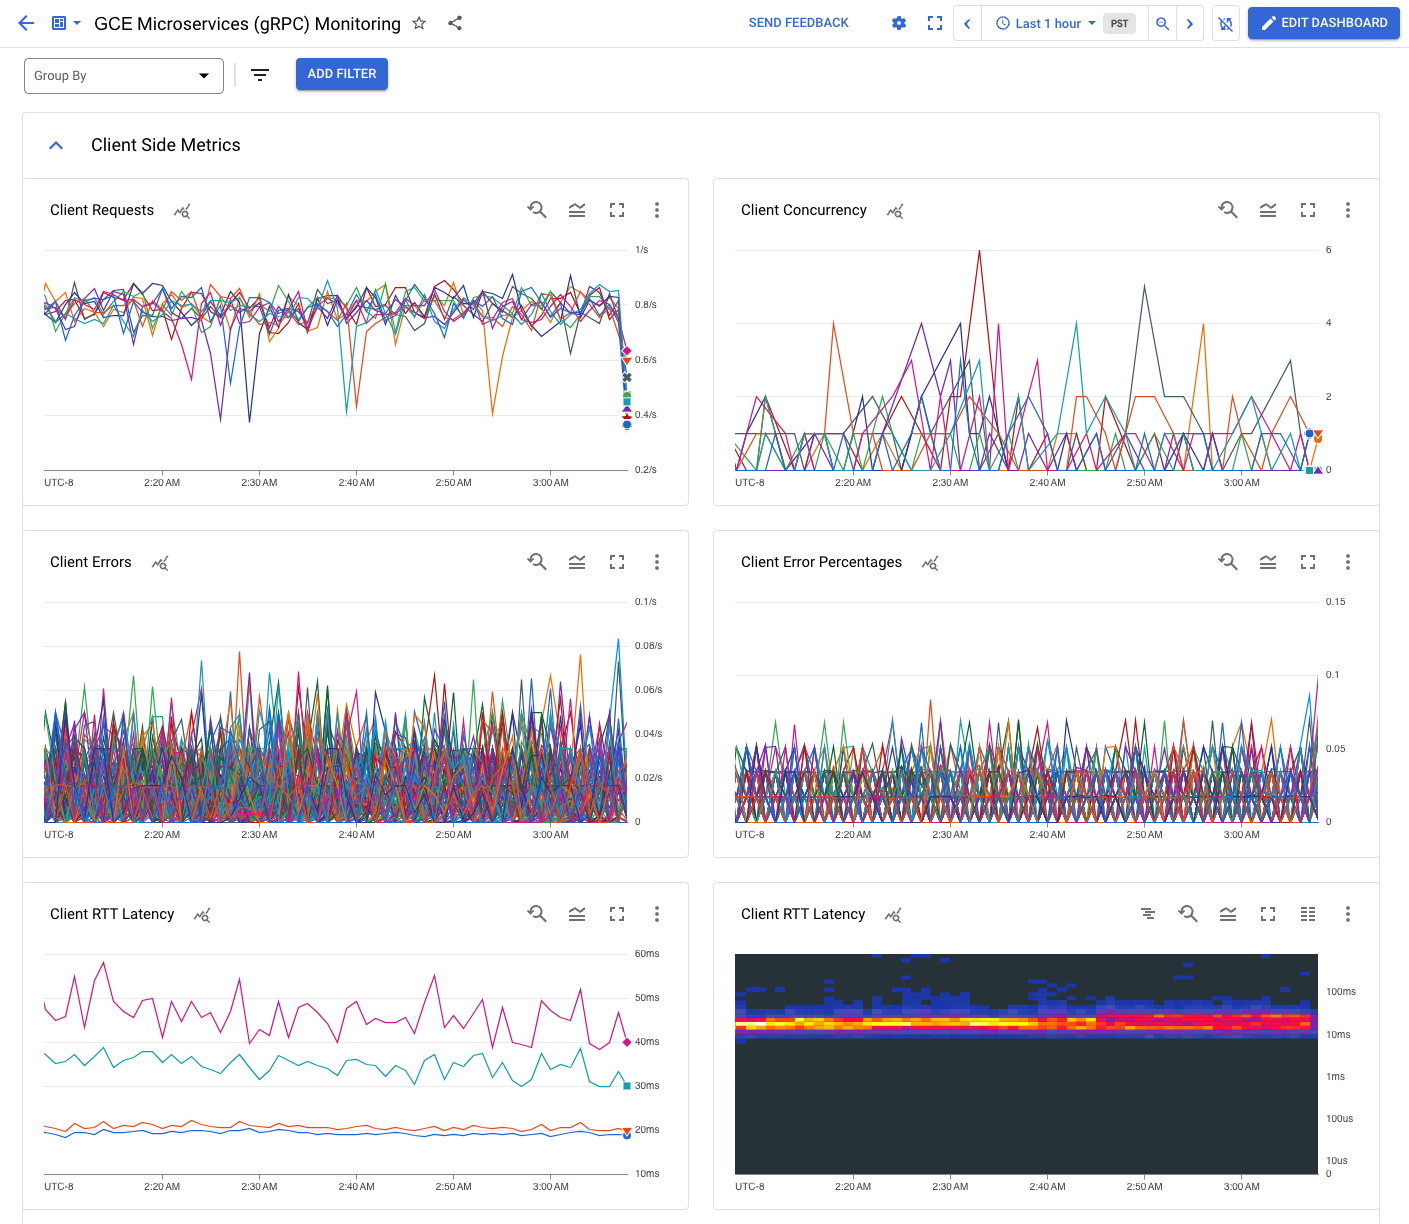 GCE Microservices (gRPC) Monitoring
SEND FEEDBACK
Last 1 hour
PST
EDIT DASHBOARD
Group By
ADD FILTER
Client Side Metrics
Client Requests
1/s
0.8/s
0.6/s
0.4/s
0.2/s
UTC-8 2:20 AM 2:30 AM 2:40 AM 2:50 AM 3:00 AM
Client Concurrency
6
4
2
0
UTC-8 2:20 AM 2:30 AM 2:40 AM 2:50 AM 3:00 AM
Client Errors
0.1/s
0.08/s
0.06/s
0.04/s
0.02/s
0
UTC-8 2:20 AM 2:30 AM 2:40 AM 2:50 AM 3:00 AM
Client Error Percentages
0.15
0.1
0.05
0
UTC-8 2:20 AM 2:30 AM 2:40 AM 2:50 AM 3:00 AM
Client RTT Latency
60ms
50ms
40ms
30ms
20ms
10ms
UTC-8 2:20 AM 2:30 AM 2:40 AM 2:50 AM 3:00 AM
Client RTT Latency
100ms
10ms
1ms
100us
10us
0
UTC-8 2:20 AM 2:30 AM 2:40 AM 2:50 AM 3:00 AM